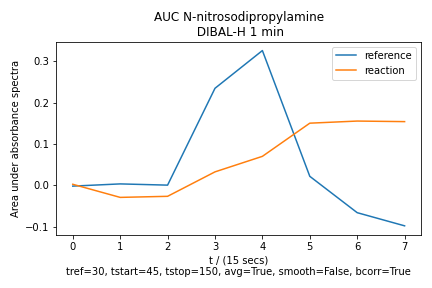 AUC N-nitrosodipropylamine
DIBAL-H 1 min
reference
reaction
Area under absorbance spectra
0.3
0.2
0.1
0.0
−0.1
0 1 2 3 4 5 6 7
t / (15 secs)
tref=30, tstart=45, tstop=150, avg=True, smooth=False, bcorr=True